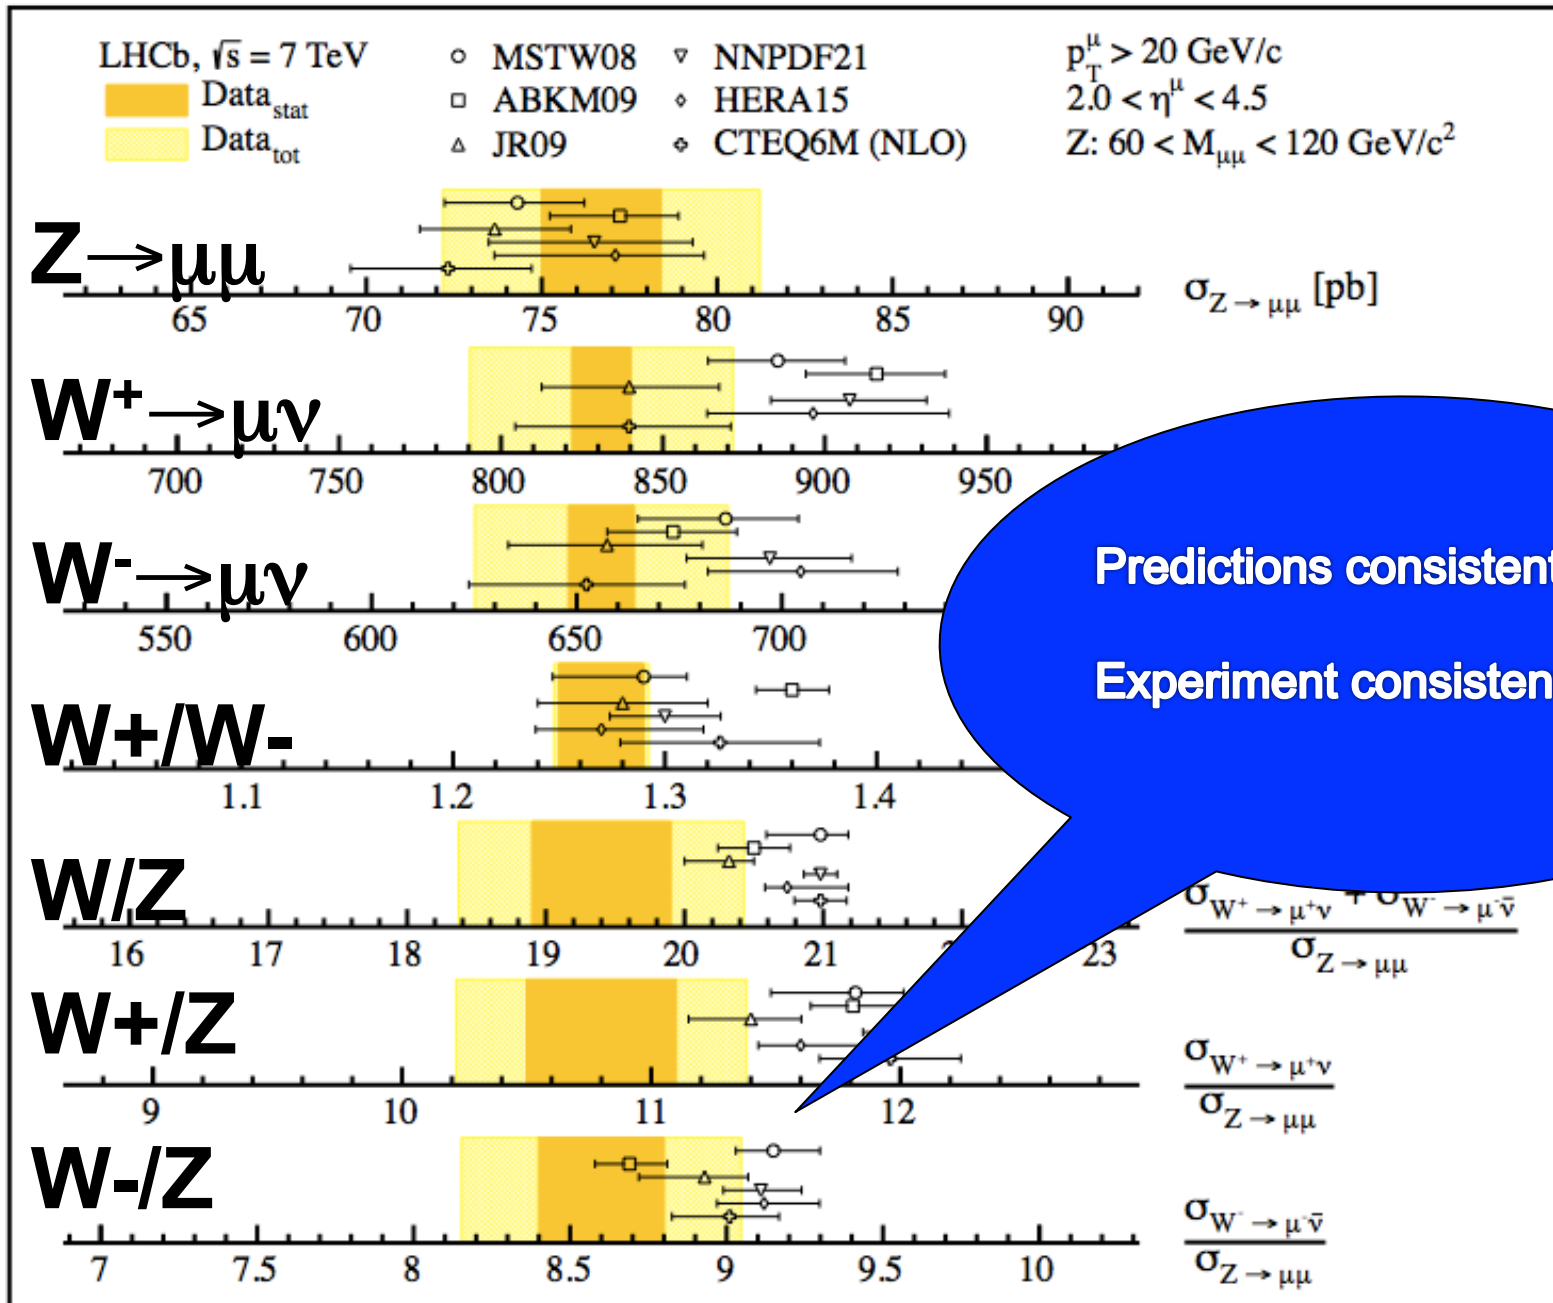 LHCb, √s = 7 TeV
Data_stat
Data_tot
MSTW08
ABKM09
JR09
NNPDF21
HERA15
CTEQ6M (NLO)
p_T^μ > 20 GeV/c
2.0 < η^μ < 4.5
Z: 60 < M_μμ < 120 GeV/c²
Z→μμ
65 70 75 80 85 90
σ_Z → μμ [pb]
W⁺→μν
700 750 800 850 900 950
W⁻→μν
550 600 650 700
Predictions consistent
Experiment consisten
W+/W-
1.1 1.2 1.3 1.4
W/Z
16 17 18 19 20 21 23
σ_W⁺ → μ⁺ν + σ_W⁻ → μ⁻ν̄
σ_Z → μμ
W+/Z
9 10 11 12
σ_W⁺ → μ⁺ν
σ_Z → μμ
W-/Z
7 7.5 8 8.5 9 9.5 10
σ_W⁻ → μ⁻ν̄
σ_Z → μμ